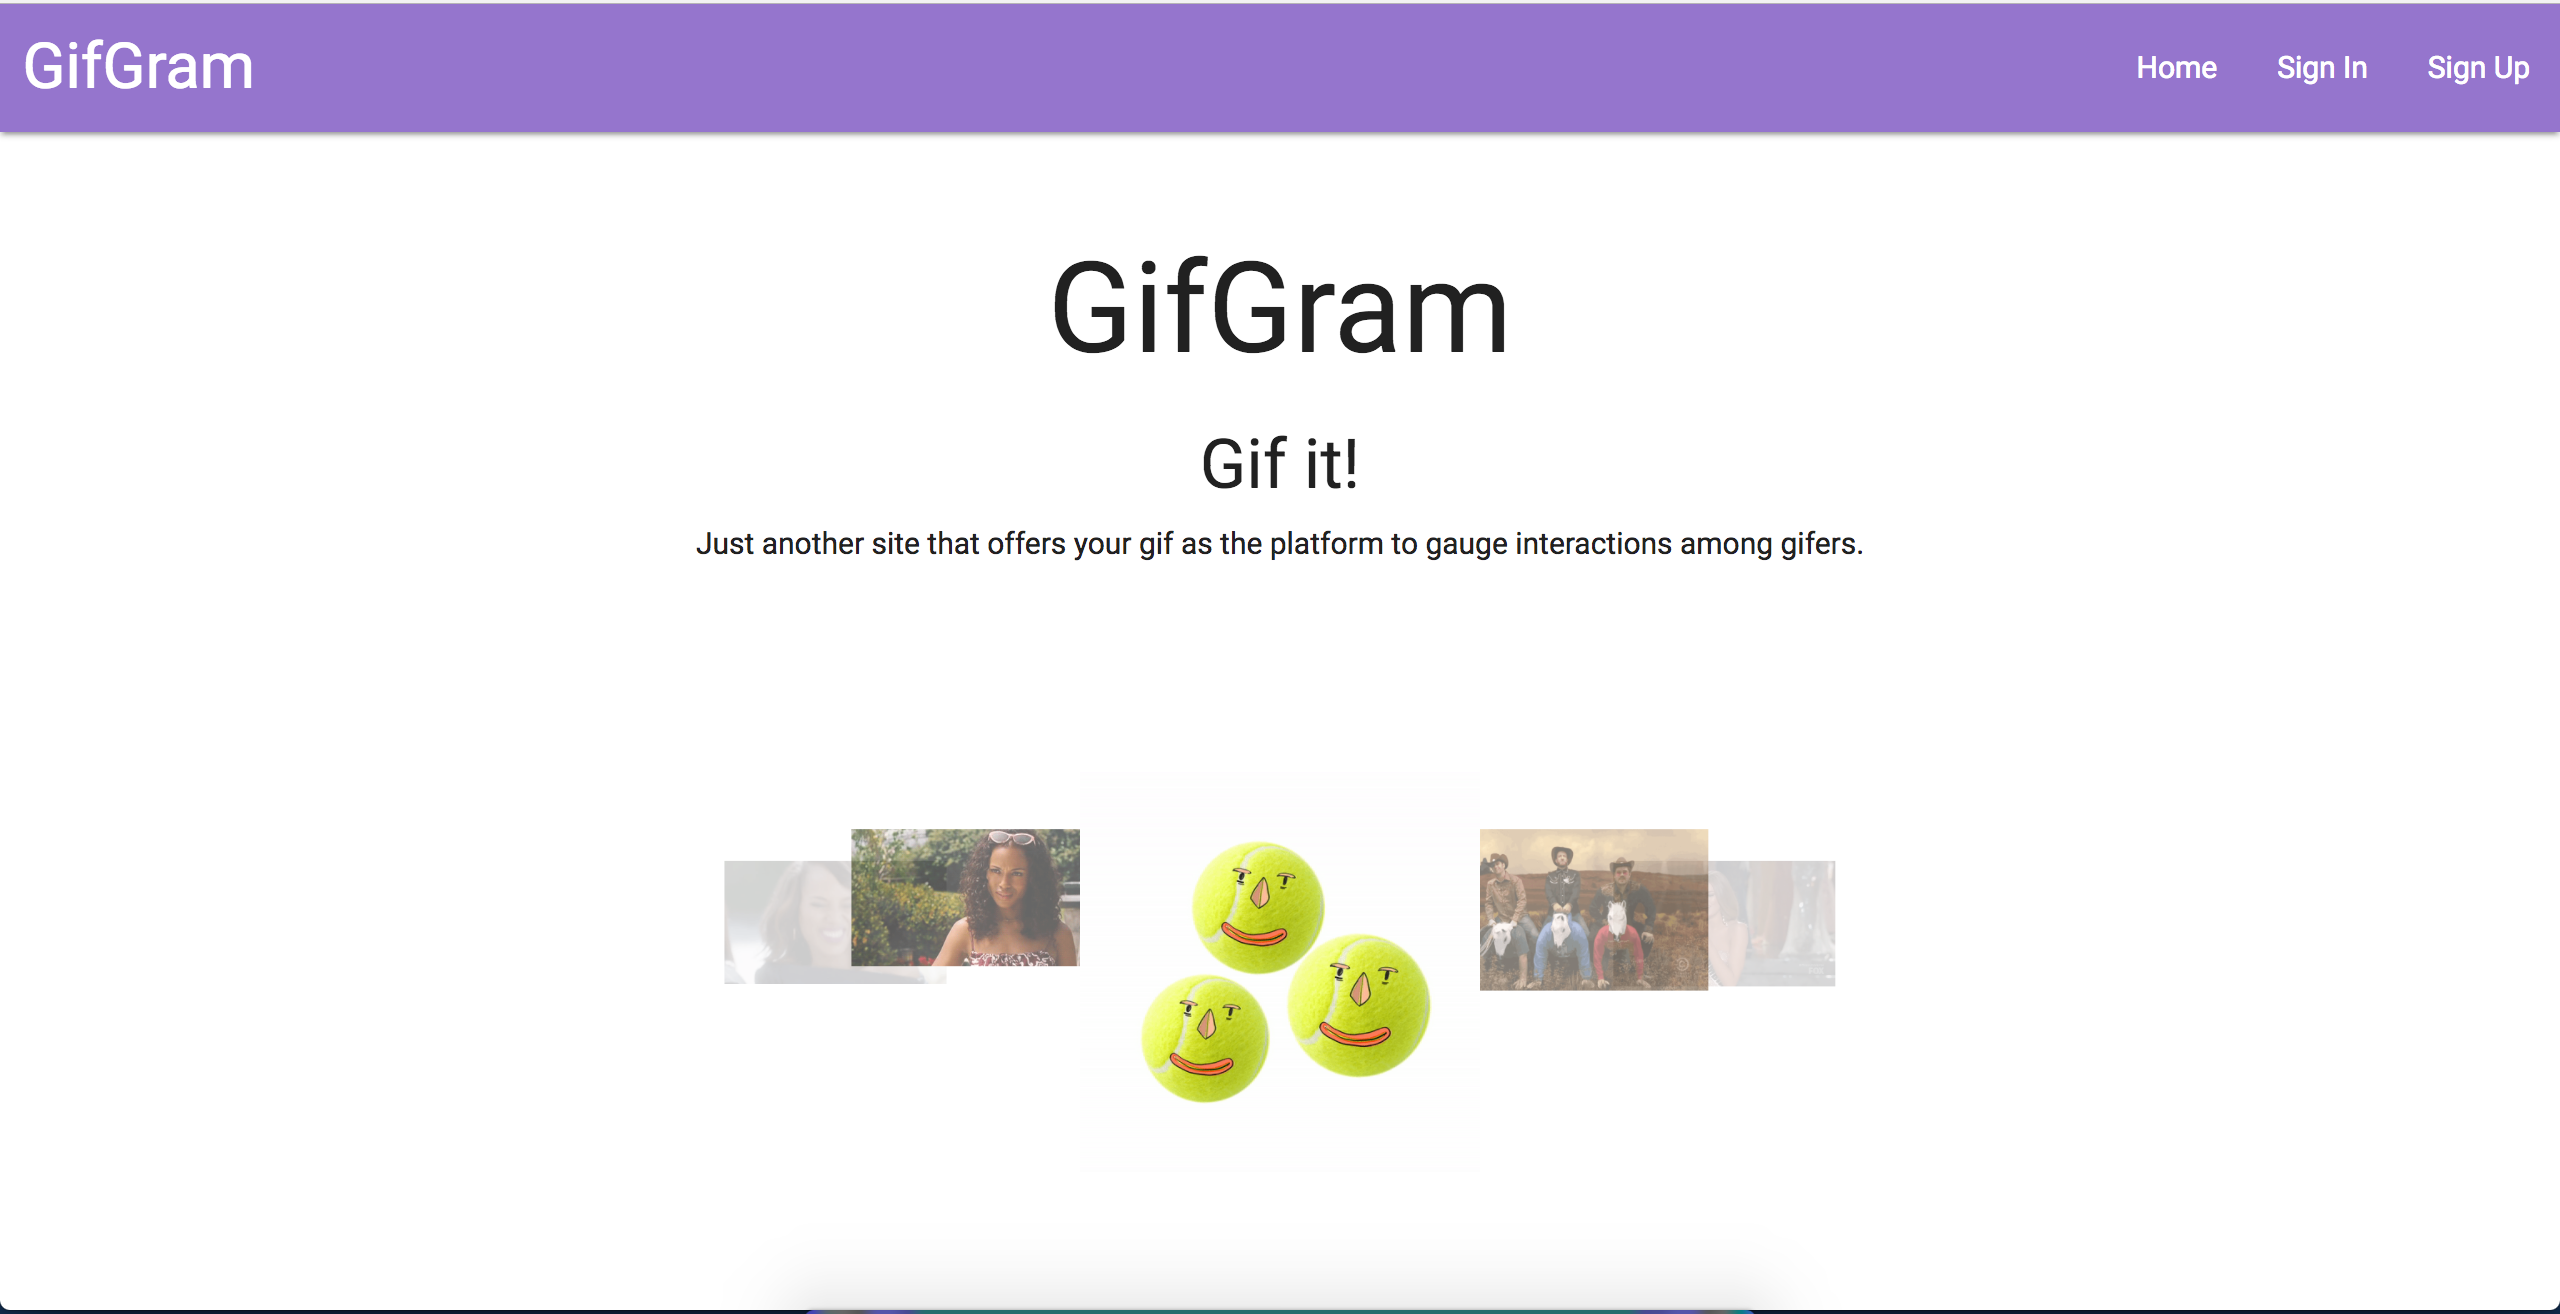 GifGram
Home Sign In Sign Up
GifGram
Gif it!
Just another site that offers your gif as the platform to gauge interactions among gifers.